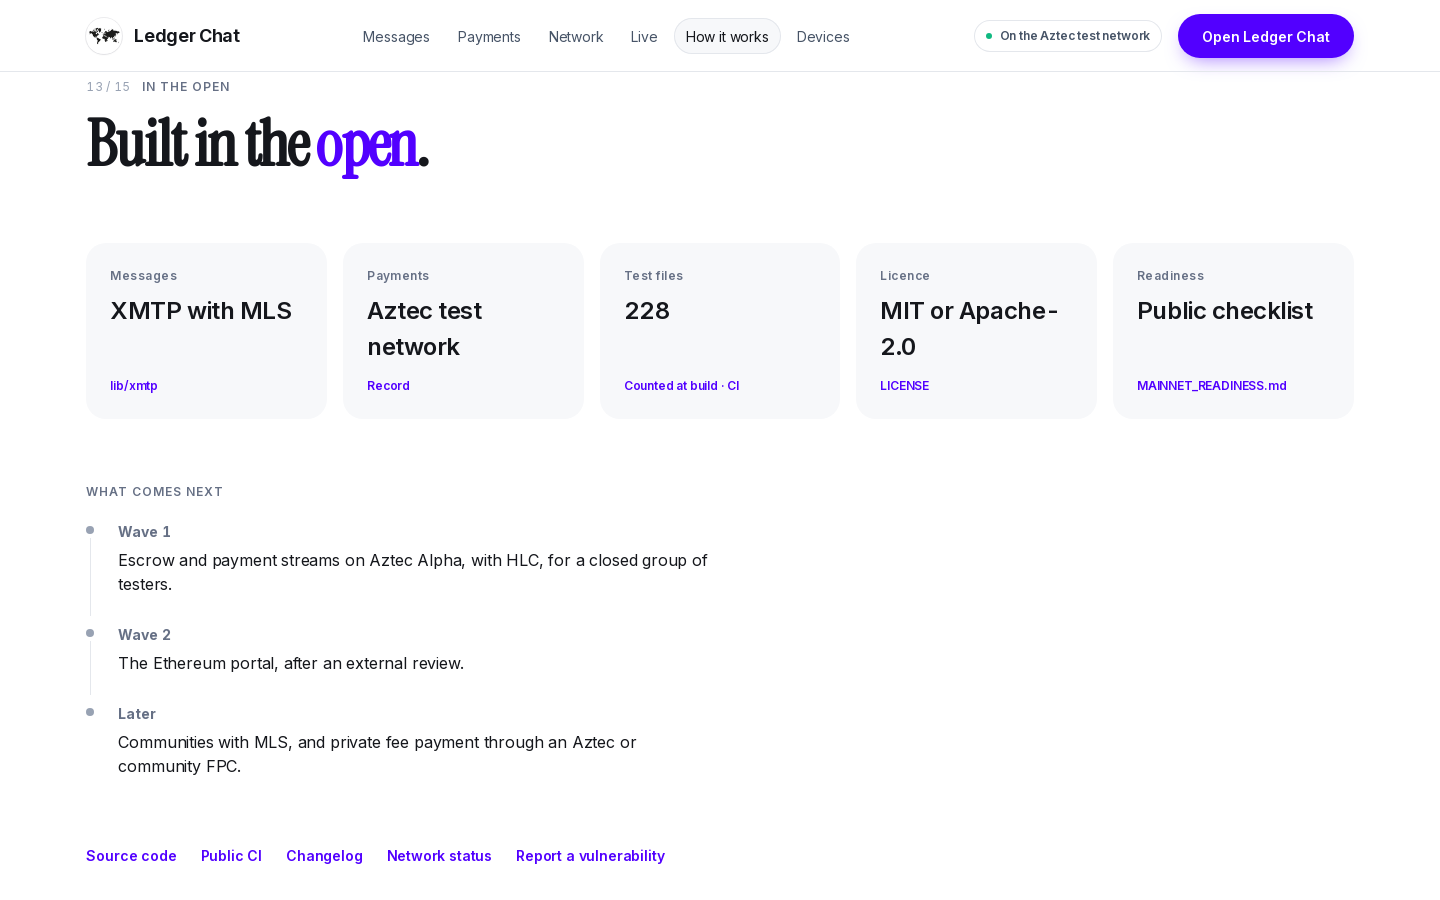 Ledger Chat
Messages
Payments
Network
Live
How it works
Devices
On the Aztec test network
Open Ledger Chat
13 / 15 IN THE OPEN
Built in the open.
Messages
XMTP with MLS
lib/xmtp
Payments
Aztec test
network
Record
Test files
228
Counted at build · CI
Licence
MIT or Apache-
2.0
LICENSE
Readiness
Public checklist
MAINNET_READINESS.md
WHAT COMES NEXT
Wave 1
Escrow and payment streams on Aztec Alpha, with HLC, for a closed group of
testers.
Wave 2
The Ethereum portal, after an external review.
Later
Communities with MLS, and private fee payment through an Aztec or
community FPC.
Source code
Public CI
Changelog
Network status
Report a vulnerability